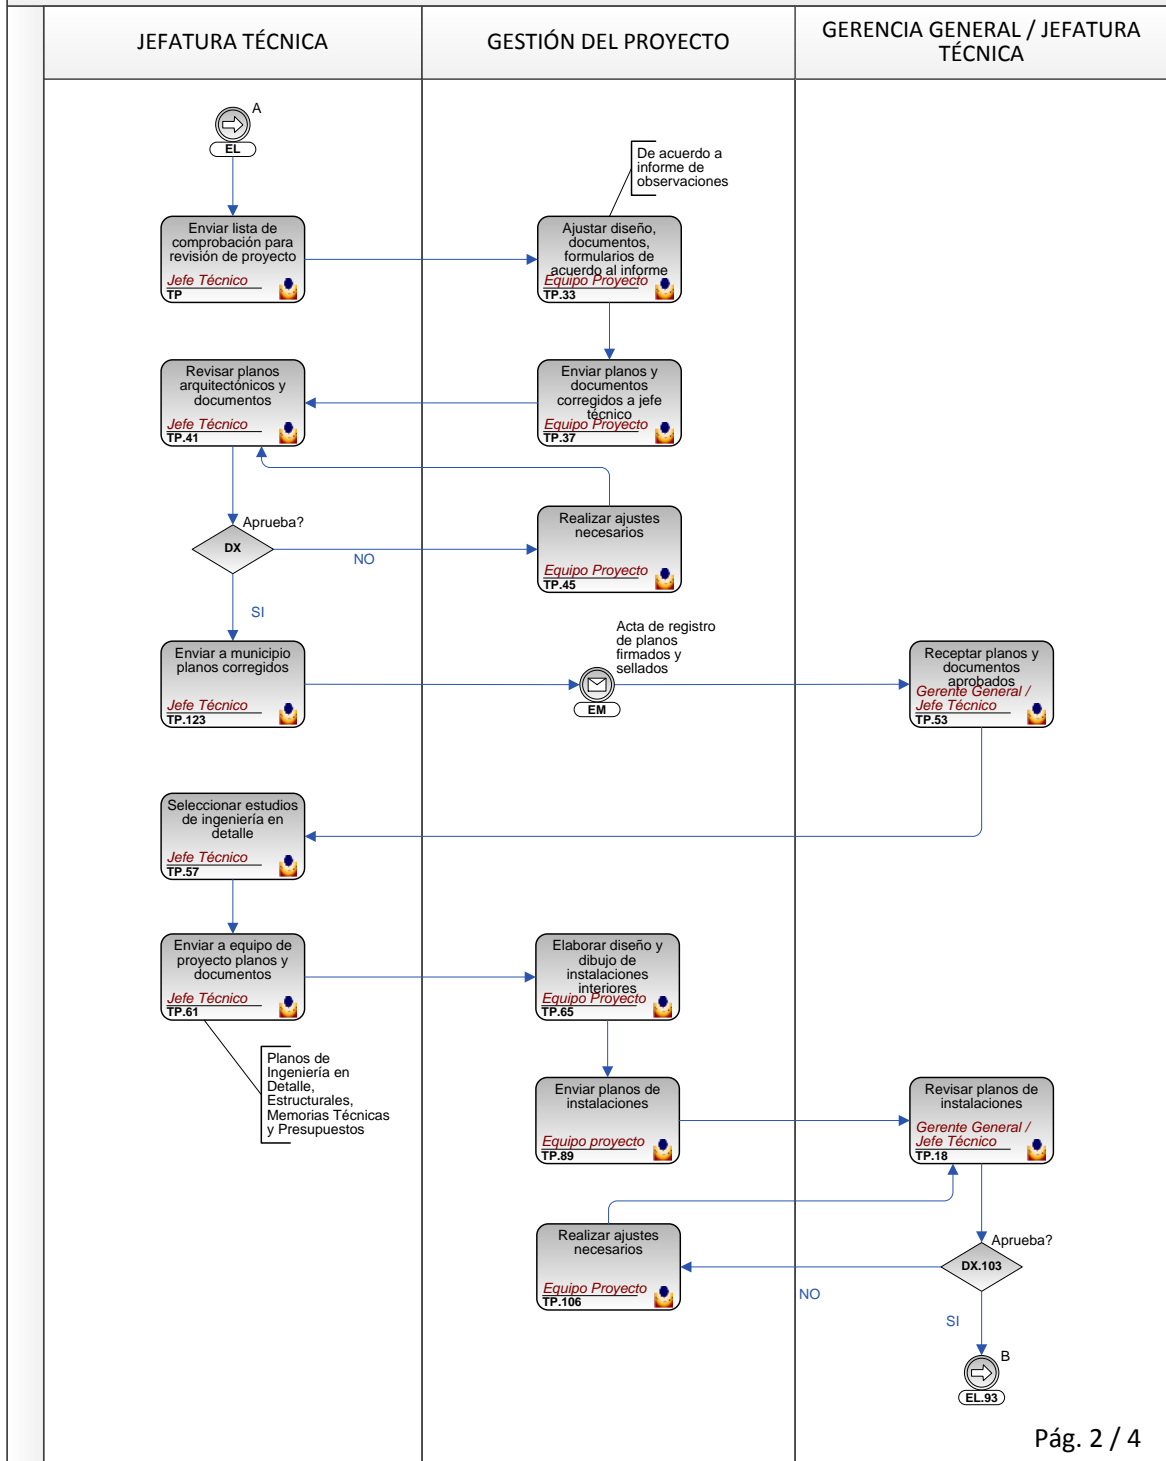 JEFATURA TÉCNICA
GESTIÓN DEL PROYECTO
GERENCIA GENERAL / JEFATURA
TÉCNICA
A
EL
De acuerdo a
informe de
observaciones
Enviar lista de
comprobación para
revisión de proyecto
Jefe Técnico
TP
Ajustar diseño,
documentos,
formularios de
acuerdo al informe
Equipo Proyecto
TP.33
Revisar planos
arquitectónicos y
documentos
Jefe Técnico
TP.41
Enviar planos y
documentos
corregidos a jefe
técnico
Equipo Proyecto
TP.37
Aprueba?
DX
NO
SI
Realizar ajustes
necesarios
Equipo Proyecto
TP.45
Enviar a municipio
planos corregidos
Jefe Técnico
TP.123
Acta de registro
de planos
firmados y
sellados
EM
Receptar planos y
documentos
aprobados
Gerente General /
Jefe Técnico
TP.53
Seleccionar estudios
de ingeniería en
detalle
Jefe Técnico
TP.57
Enviar a equipo de
proyecto planos y
documentos
Jefe Técnico
TP.61
Elaborar diseño y
dibujo de
instalaciones
interiores
Equipo Proyecto
TP.65
Planos de
Ingeniería en
Detalle,
Estructurales,
Memorias Técnicas
y Presupuestos
Enviar planos de
instalaciones
Equipo proyecto
TP.89
Revisar planos de
instalaciones
Gerente General /
Jefe Técnico
TP.18
Realizar ajustes
necesarios
Equipo Proyecto
TP.106
Aprueba?
DX.103
NO
SI
B
EL.93
Pág. 2 / 4